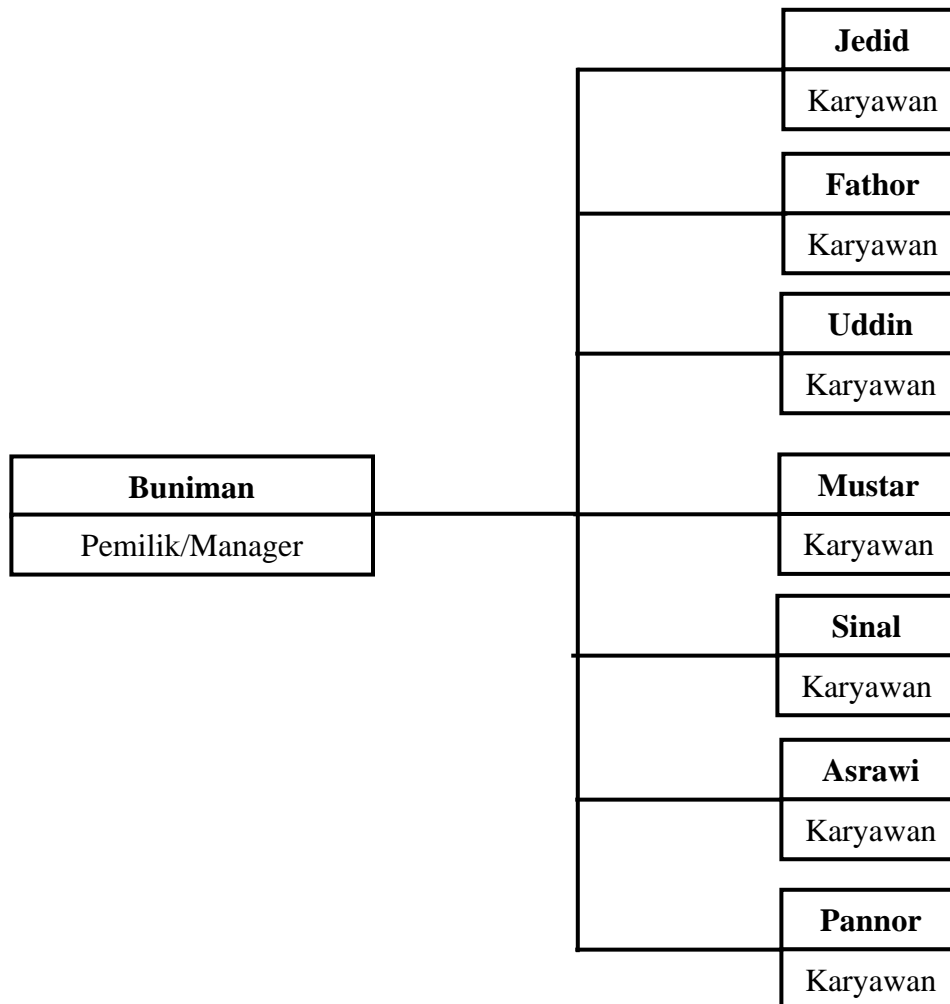 Jedid
Karyawan
Fathor
Karyawan
Uddin
Karyawan
Buniman
Pemilik/Manager
Mustar
Karyawan
Sinal
Karyawan
Asrawi
Karyawan
Pannor
Karyawan